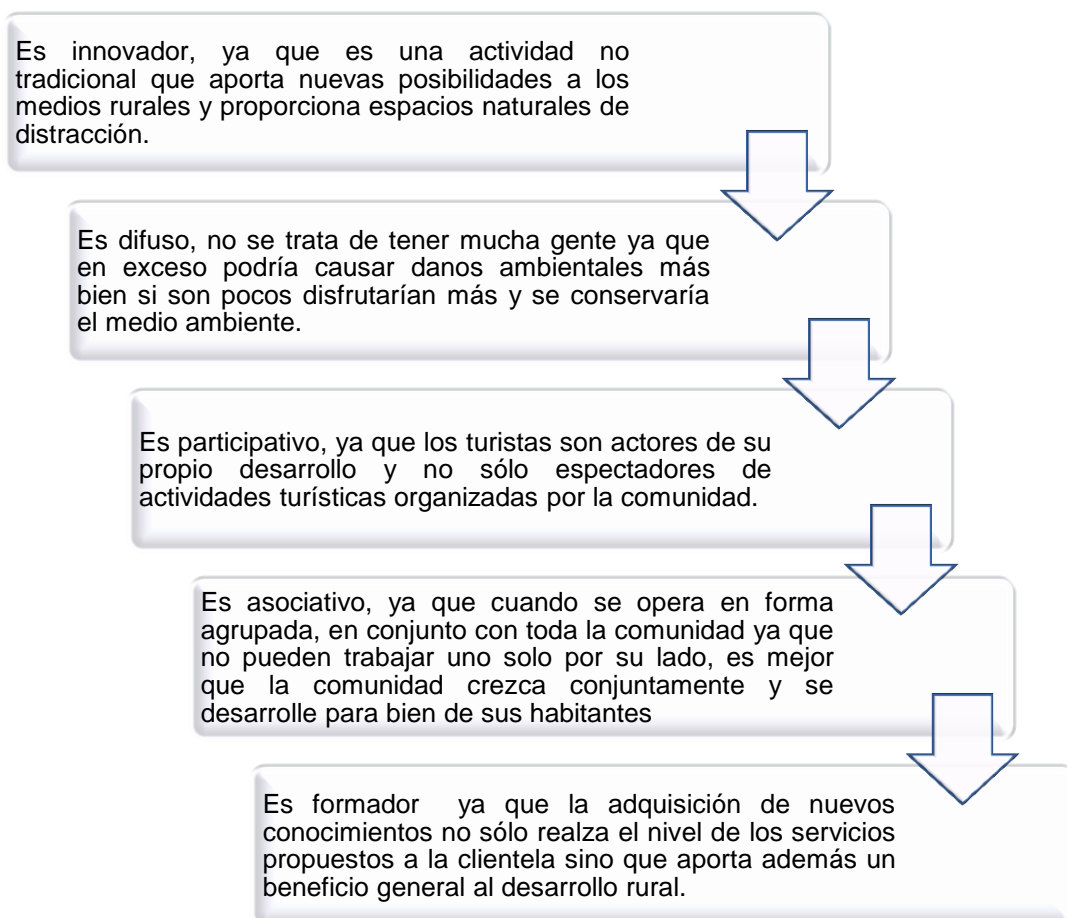 Es innovador, ya que es una actividad no
tradicional que aporta nuevas posibilidades a los
medios rurales y proporciona espacios naturales de
distracción.
Es difuso, no se trata de tener mucha gente ya que
en exceso podría causar danos ambientales más
bien si son pocos disfrutarían más y se conservaría
el medio ambiente.
Es participativo, ya que los turistas son actores de su
propio desarrollo y no sólo espectadores de
actividades turísticas organizadas por la comunidad.
Es asociativo, ya que cuando se opera en forma
agrupada, en conjunto con toda la comunidad ya que
no pueden trabajar uno solo por su lado, es mejor
que la comunidad crezca conjuntamente y se
desarrolle para bien de sus habitantes
Es formador ya que la adquisición de nuevos
conocimientos no sólo realza el nivel de los servicios
propuestos a la clientela sino que aporta además un
beneficio general al desarrollo rural.